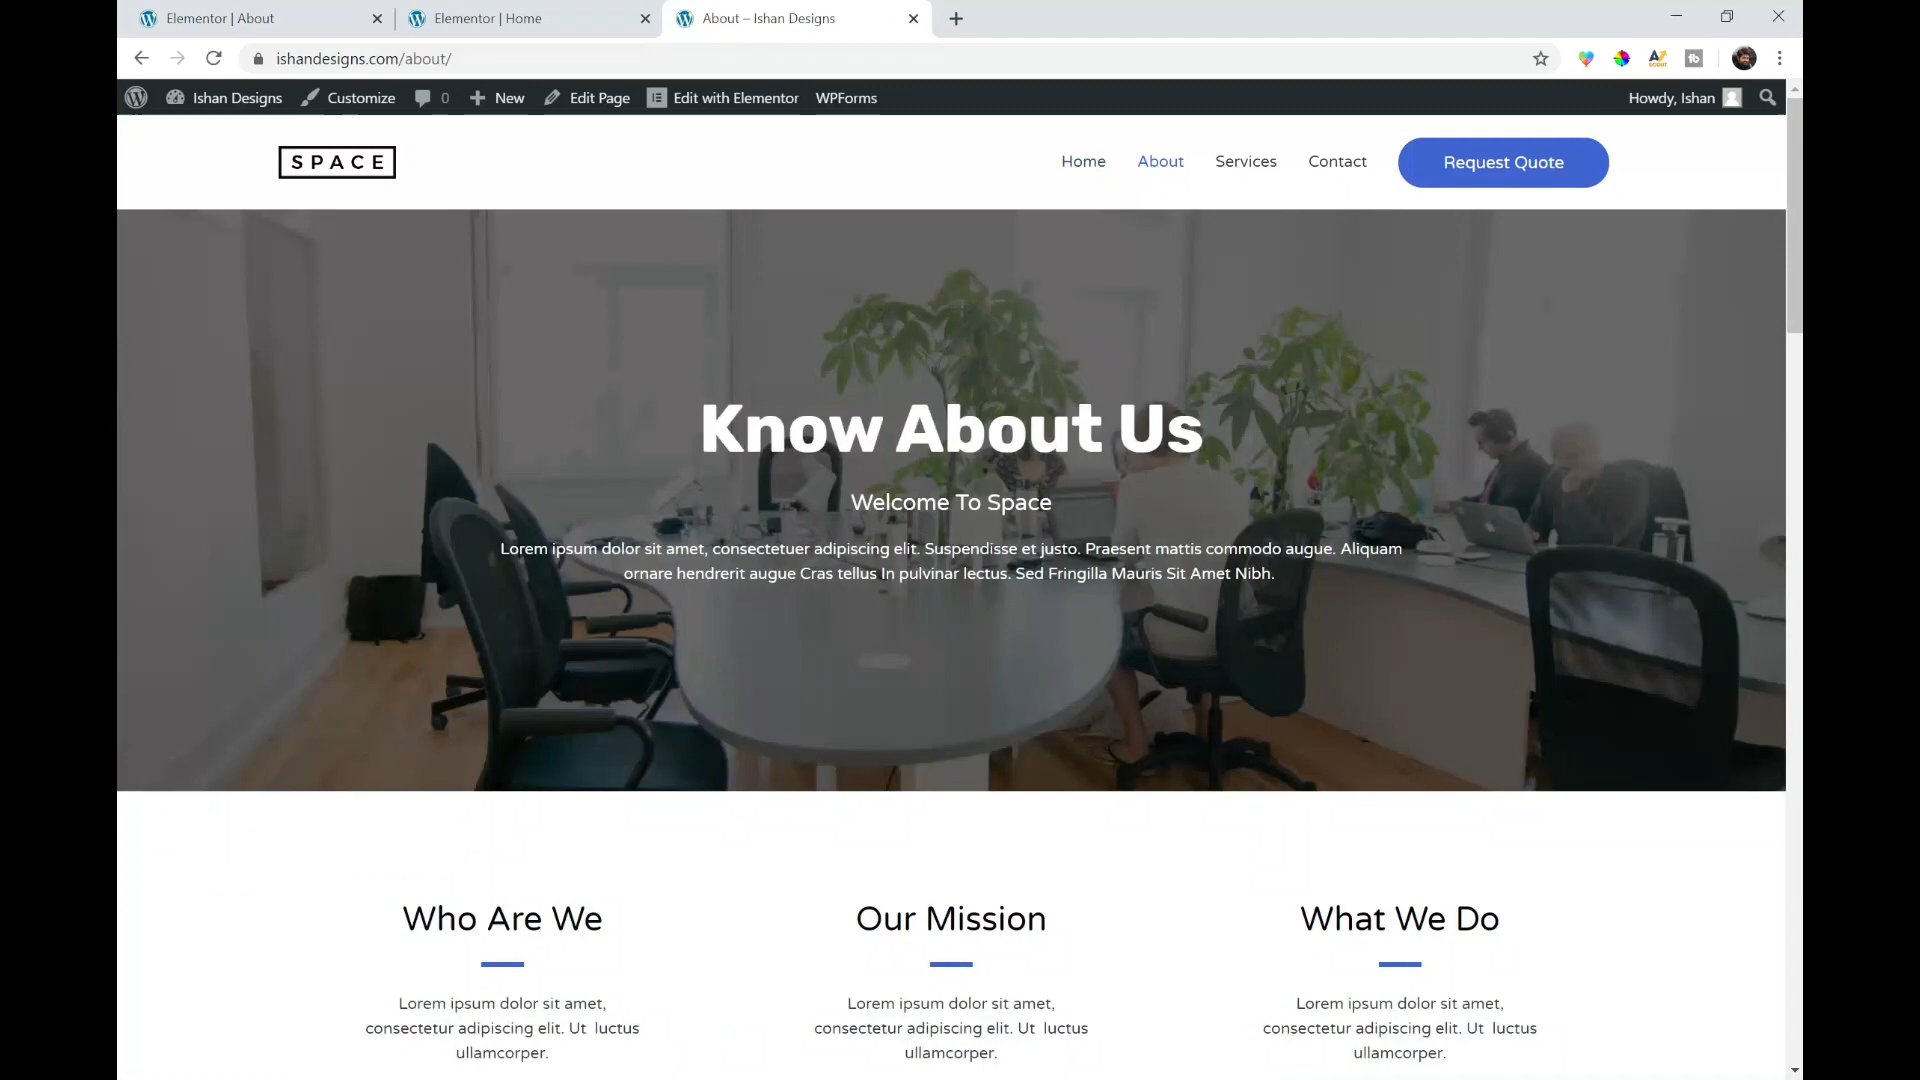 Elementor | About
Elementor | Home
About – Ishan Designs
ishandesigns.com/about/
Ishan Designs
Customize
0
New
Edit Page
Edit with Elementor
WPForms
Howdy, Ishan
SPACE
Home
About
Services
Contact
Request Quote
Know About Us
Welcome To Space
Lorem ipsum dolor sit amet, consectetuer adipiscing elit. Suspendisse et justo. Praesent mattis commodo augue. Aliquam
ornare hendrerit augue Cras tellus In pulvinar lectus. Sed Fringilla Mauris Sit Amet Nibh.
Who Are We
Lorem ipsum dolor sit amet,
consectetur adipiscing elit. Ut luctus
ullamcorper.
Our Mission
Lorem ipsum dolor sit amet,
consectetur adipiscing elit. Ut luctus
ullamcorper.
What We Do
Lorem ipsum dolor sit amet,
consectetur adipiscing elit. Ut luctus
ullamcorper.